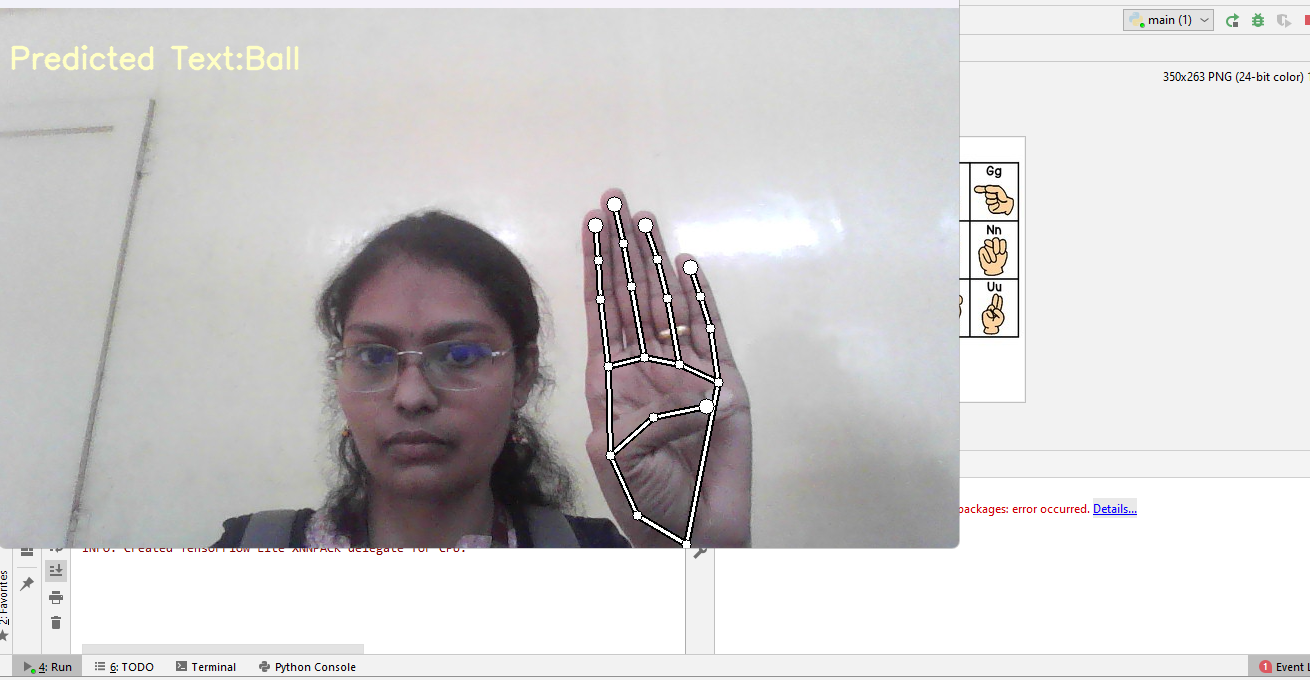 main (1)
Predicted Text:Ball
350x263 PNG (24-bit color)
Gg
Nn
Uu
packages: error occurred. Details...
INFO: Created TensorFlow Lite XNNPACK delegate for CPU.
2: Favorites
4: Run
6: TODO
Terminal
Python Console
1
Event L